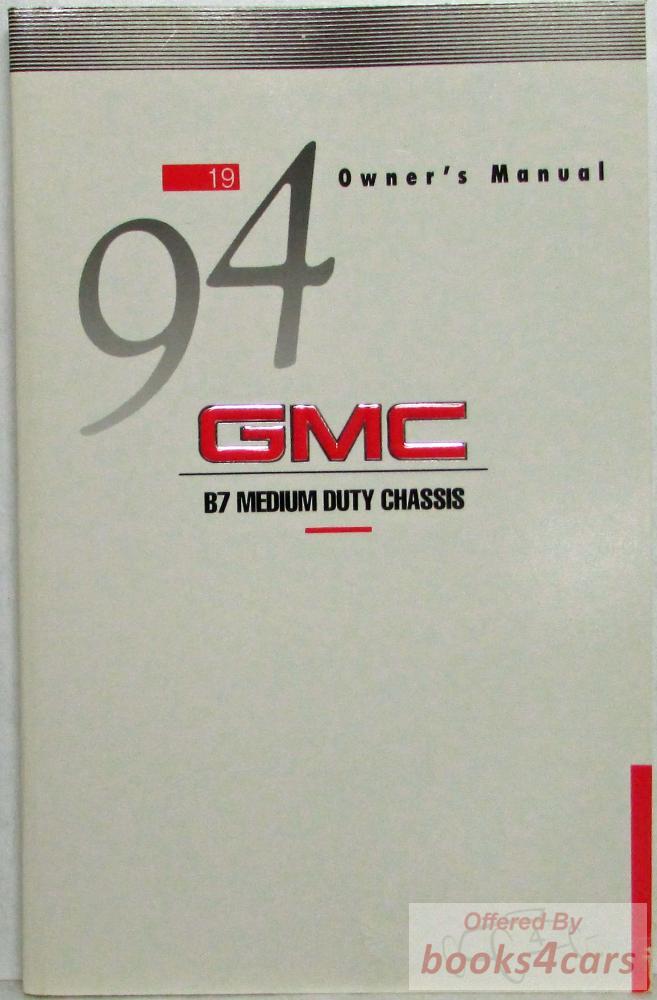 19
94
Owner's Manual
GMC
B7 MEDIUM DUTY CHASSIS
Offered By
books4cars